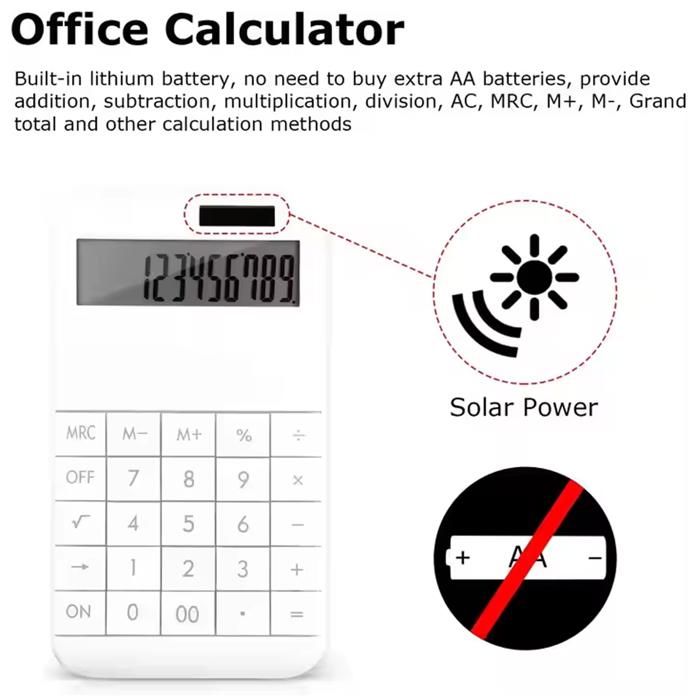 Office Calculator
Built-in lithium battery, no need to buy extra AA batteries, provide
addition, subtraction, multiplication, division, AC, MRC, M+, M-, Grand
total and other calculation methods
123456789.
Solar Power
MRC M− M+ % ÷
OFF 7 8 9 ×
√ 4 5 6 −
→ 1 2 3 +
ON 0 00 . =
+ AA −